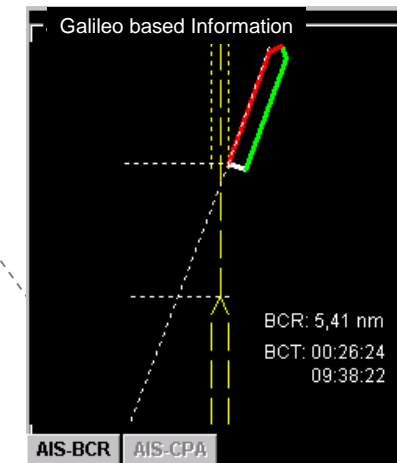 Galileo based Information
BCR: 5,41 nm
BCT: 00:26:24
09:38:22
AIS-BCR AIS-CPA